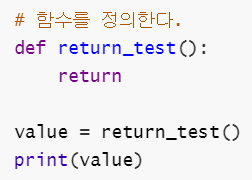 # 함수를 정의한다.
def return_test():
    return

value = return_test()
print(value)